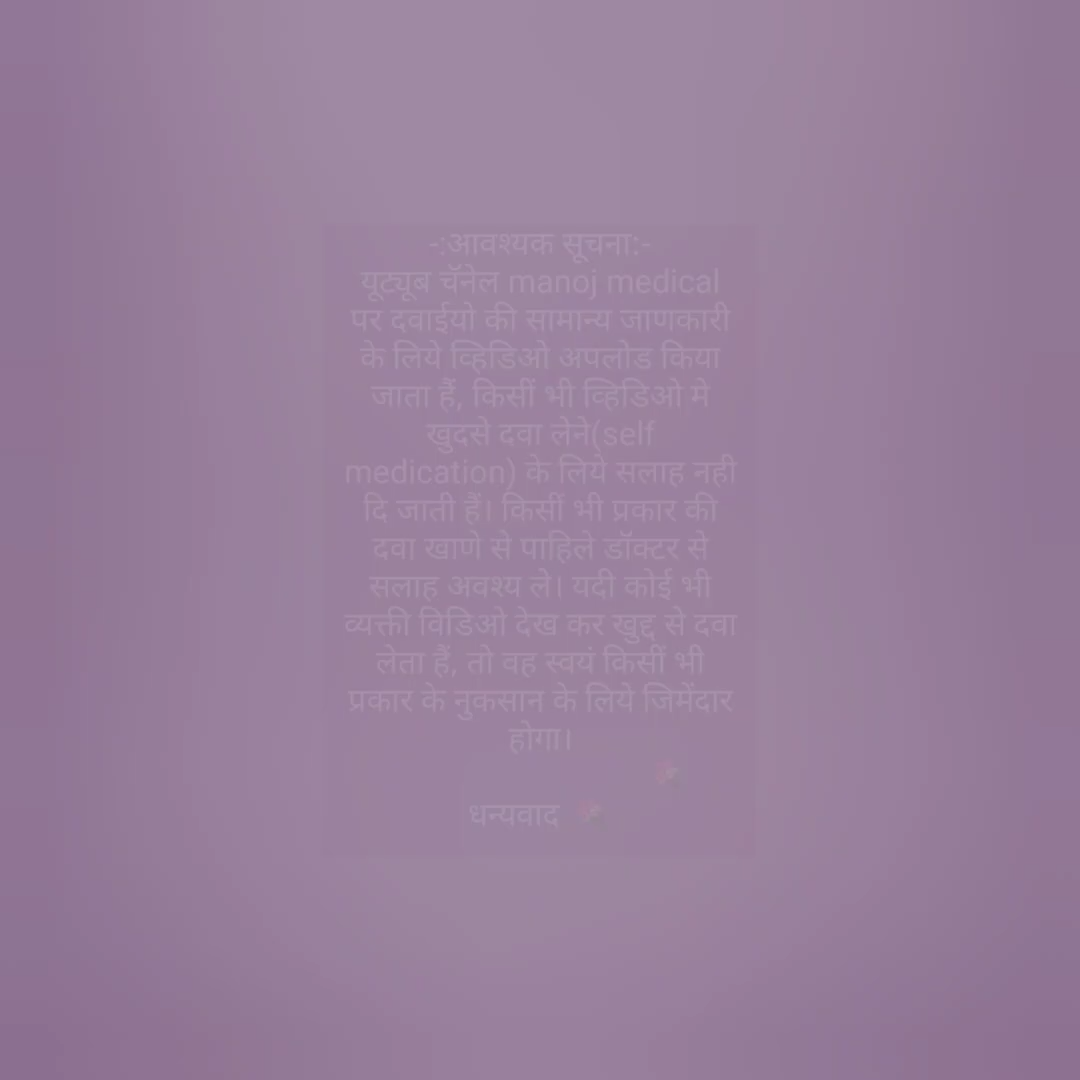 -:आवश्यक सूचना:-
यूट्यूब चॅनेल manoj medical
पर दवाईयो की सामान्य जाणकारी
के लिये व्हिडिओ अपलोड किया
जाता हैं, किसीं भी व्हिडिओ मे
खुदसे दवा लेने(self
medication) के लिये सलाह नही
दि जाती हैं। किसीं भी प्रकार की
दवा खाणे से पाहिले डॉक्टर से
सलाह अवश्य ले। यदी कोई भी
व्यक्ती विडिओ देख कर खुद्द से दवा
लेता हैं, तो वह स्वयं किसीं भी
प्रकार के नुकसान के लिये जिमेंदार
होगा।
धन्यवाद